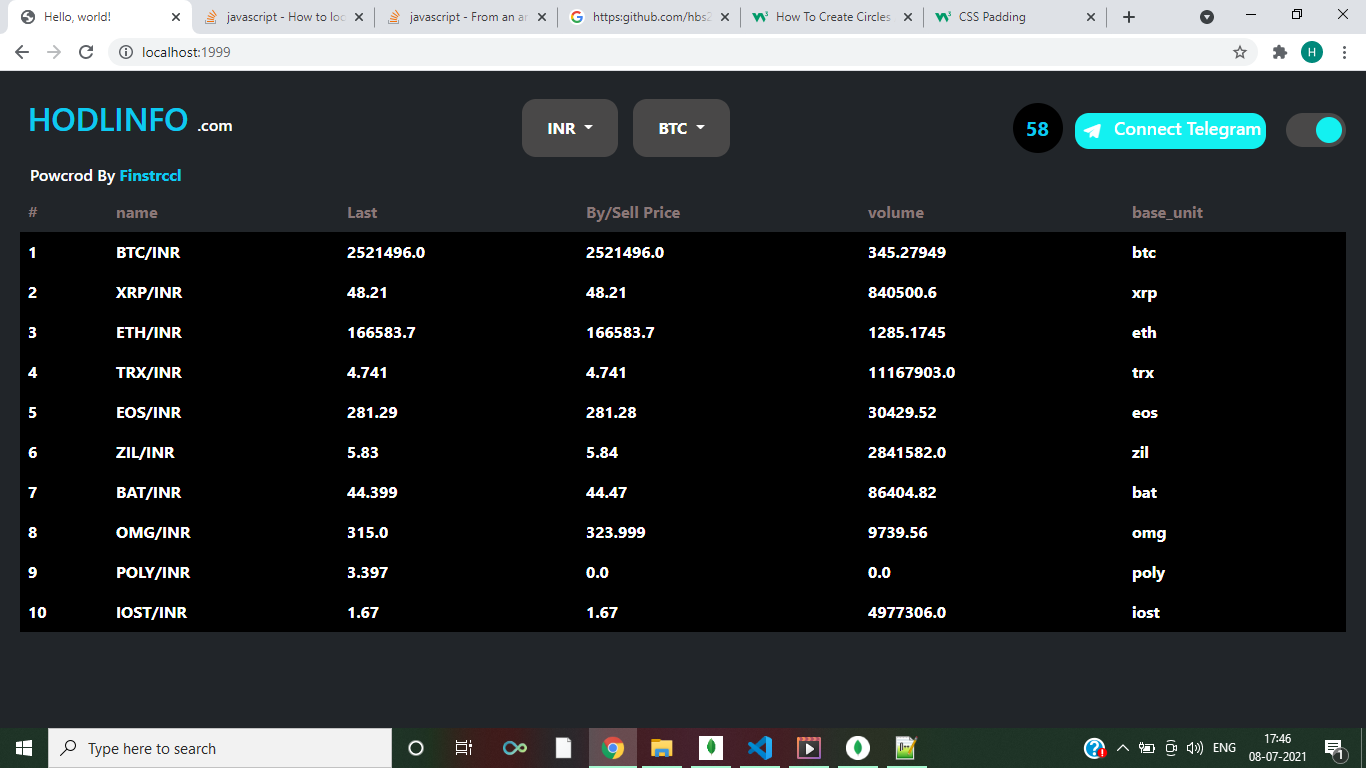 Hello, world!
javascript - How to loc
javascript - From an ar
https:github.com/hbs2
How To Create Circles
CSS Padding
localhost:1999
H
HODLINFO .com
INR
BTC
58
Connect Telegram
Powcrod By Finstrccl
# name Last By/Sell Price volume base_unit
1 BTC/INR 2521496.0 2521496.0 345.27949 btc
2 XRP/INR 48.21 48.21 840500.6 xrp
3 ETH/INR 166583.7 166583.7 1285.1745 eth
4 TRX/INR 4.741 4.741 11167903.0 trx
5 EOS/INR 281.29 281.28 30429.52 eos
6 ZIL/INR 5.83 5.84 2841582.0 zil
7 BAT/INR 44.399 44.47 86404.82 bat
8 OMG/INR 315.0 323.999 9739.56 omg
9 POLY/INR 3.397 0.0 0.0 poly
10 IOST/INR 1.67 1.67 4977306.0 iost
Type here to search
ENG
17:46
08-07-2021
1